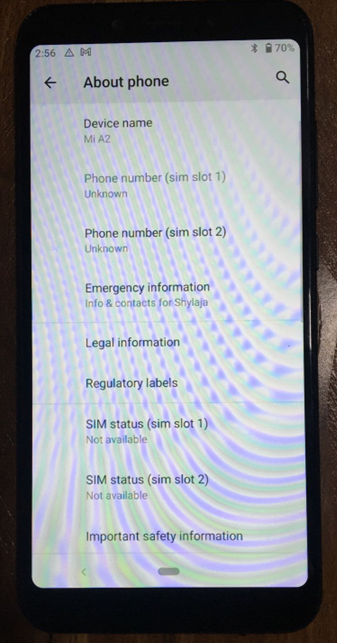 2:56 70%
About phone
Device name
Mi A2
Phone number (sim slot 1)
Unknown
Phone number (sim slot 2)
Unknown
Emergency information
Info & contacts for Shylaja
Legal information
Regulatory labels
SIM status (sim slot 1)
Not available
SIM status (sim slot 2)
Not available
Important safety information